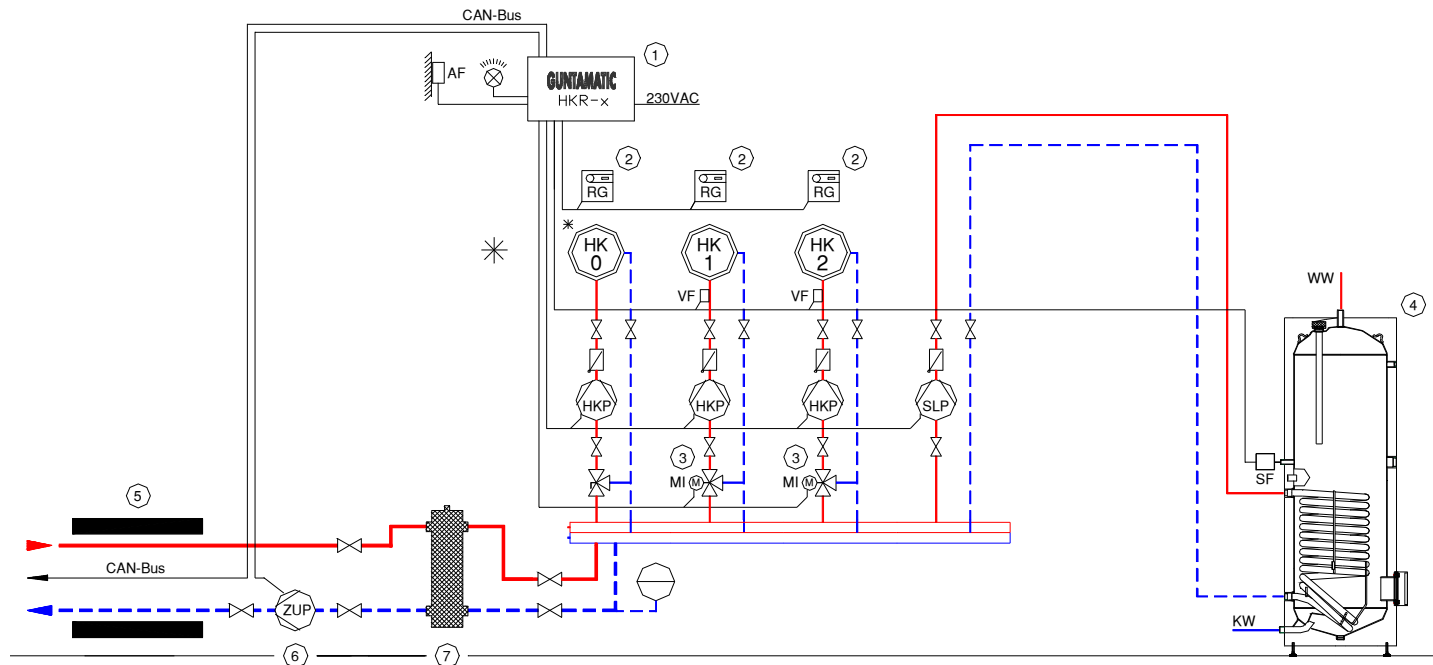 CAN-Bus
1
AF
GUNTAMATIC
HKR-x
230VAC
2
2
2
RG
RG
RG
HK
0
HK
1
HK
2
VF
VF
WW
4
HKP
HKP
HKP
SLP
3
3
MI
M
MI
M
SF
5
CAN-Bus
ZUP
KW
6
7